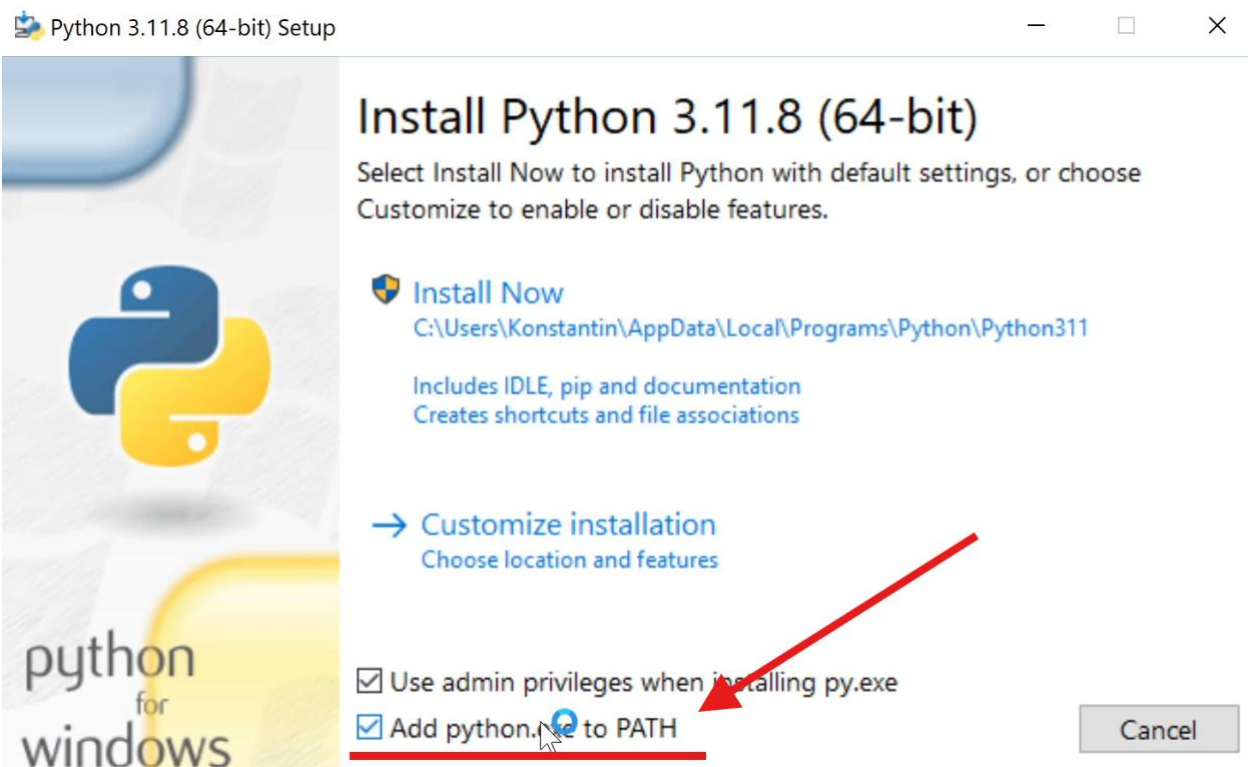 Python 3.11.8 (64-bit) Setup
Install Python 3.11.8 (64-bit)
Select Install Now to install Python with default settings, or choose
Customize to enable or disable features.
Install Now
C:\Users\Konstantin\AppData\Local\Programs\Python\Python311
Includes IDLE, pip and documentation
Creates shortcuts and file associations
Customize installation
Choose location and features
python
for
windows
Use admin privileges when installing py.exe
Add python.exe to PATH
Cancel